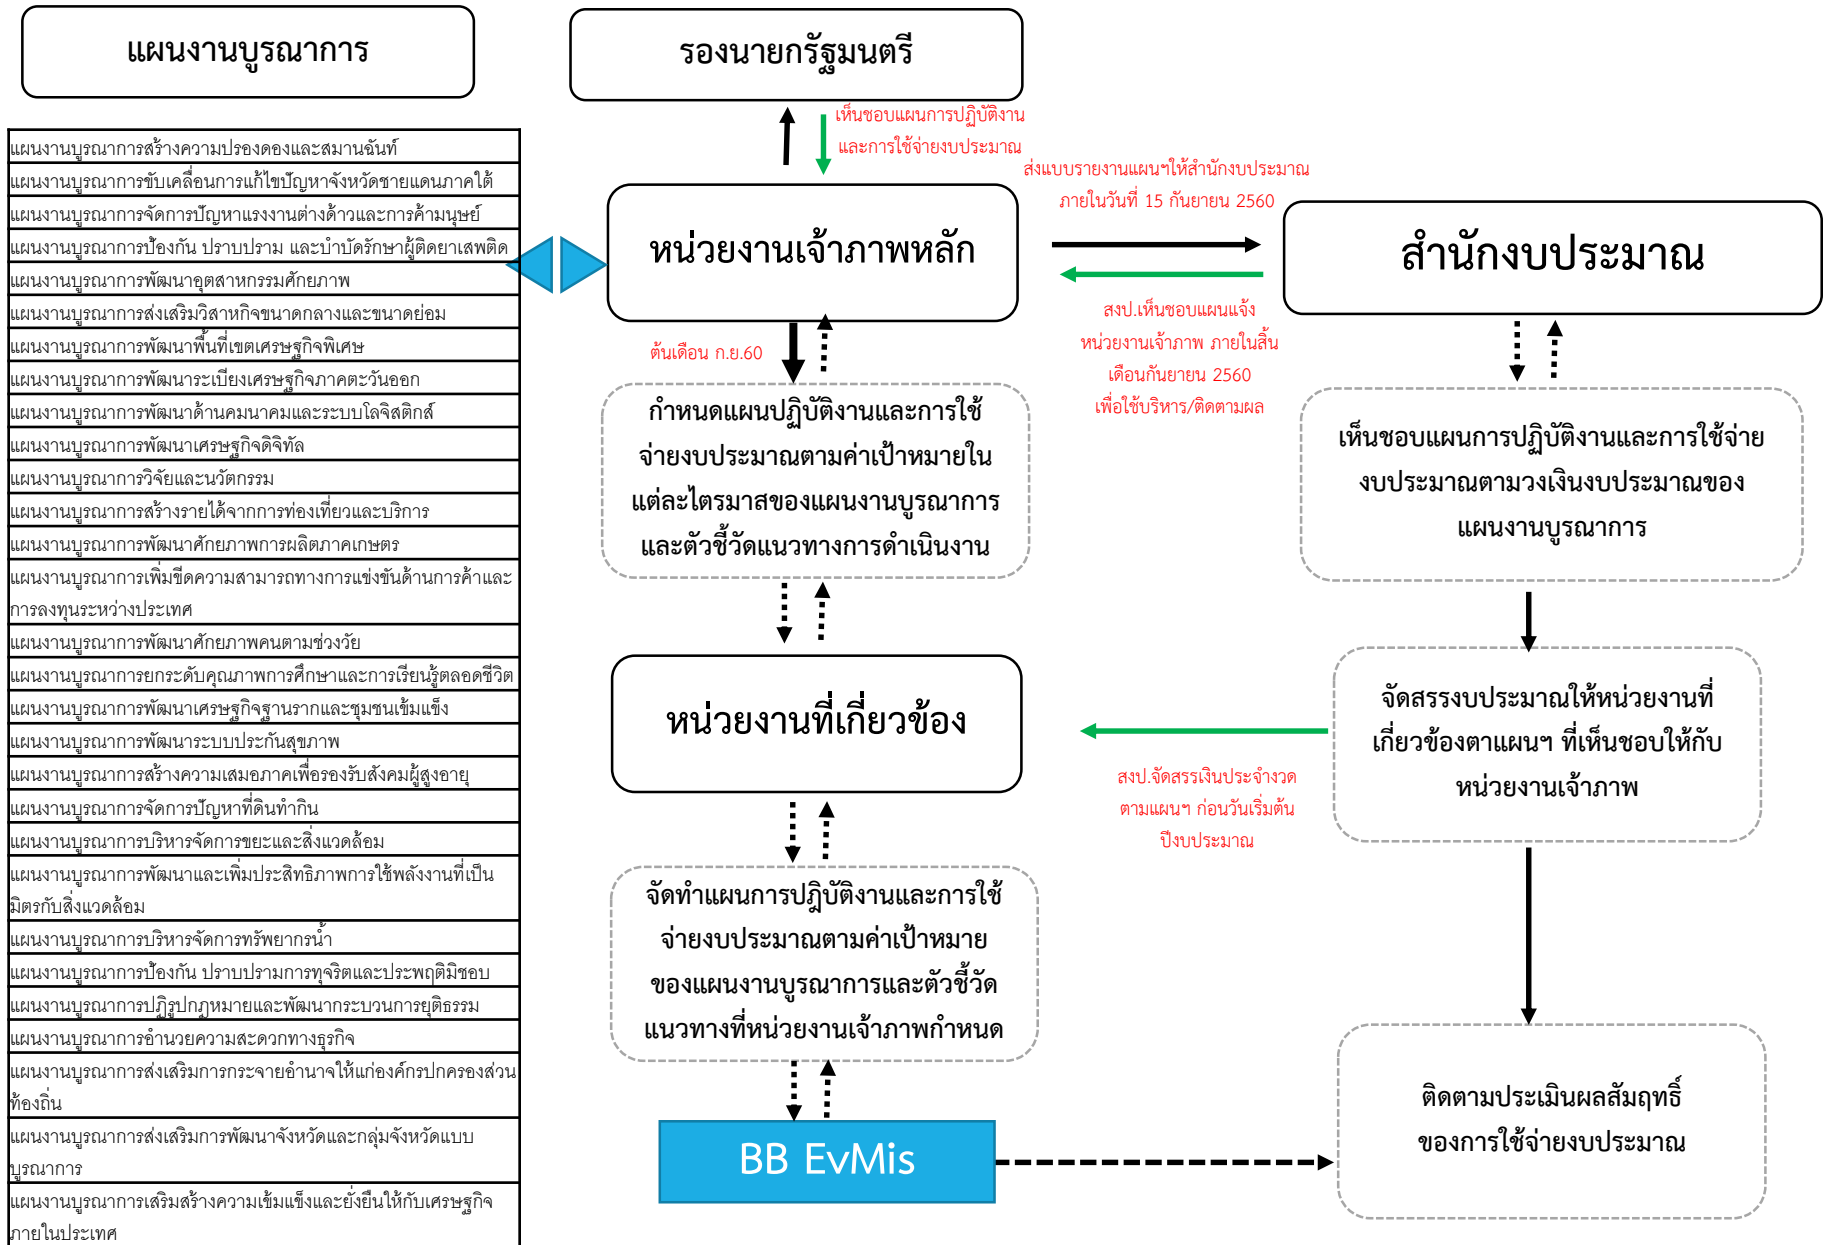 แผนงานบูรณาการ
แผนงานบูรณาการสร้างความปรองดองและสมานฉันท์
แผนงานบูรณาการขับเคลื่อนการแก้ไขปัญหาจังหวัดชายแดนภาคใต้
แผนงานบูรณาการจัดการปัญหาแรงงานต่างด้าวและการค้ามนุษย์
แผนงานบูรณาการป้องกัน ปราบปราม และบำบัดรักษาผู้ติดยาเสพติด
แผนงานบูรณาการพัฒนาอุตสาหกรรมศักยภาพ
แผนงานบูรณาการส่งเสริมวิสาหกิจขนาดกลางและขนาดย่อม
แผนงานบูรณาการพัฒนาพื้นที่เขตเศรษฐกิจพิเศษ
แผนงานบูรณาการพัฒนาระเบียงเศรษฐกิจภาคตะวันออก
แผนงานบูรณาการพัฒนาด้านคมนาคมและระบบโลจิสติกส์
แผนงานบูรณาการพัฒนาเศรษฐกิจดิจิทัล
แผนงานบูรณาการวิจัยและนวัตกรรม
แผนงานบูรณาการสร้างรายได้จากการท่องเที่ยวและบริการ
แผนงานบูรณาการพัฒนาศักยภาพการผลิตภาคเกษตร
แผนงานบูรณาการเพิ่มขีดความสามารถทางการแข่งขันด้านการค้าและ
การลงทุนระหว่างประเทศ
แผนงานบูรณาการพัฒนาศักยภาพคนตามช่วงวัย
แผนงานบูรณาการยกระดับคุณภาพการศึกษาและการเรียนรู้ตลอดชีวิต
แผนงานบูรณาการพัฒนาเศรษฐกิจฐานรากและชุมชนเข้มแข็ง
แผนงานบูรณาการพัฒนาระบบประกันสุขภาพ
แผนงานบูรณาการสร้างความเสมอภาคเพื่อรองรับสังคมผู้สูงอายุ
แผนงานบูรณาการจัดการปัญหาที่ดินทำกิน
แผนงานบูรณาการบริหารจัดการขยะและสิ่งแวดล้อม
แผนงานบูรณาการพัฒนาและเพิ่มประสิทธิภาพการใช้พลังงานที่เป็น
มิตรกับสิ่งแวดล้อม
แผนงานบูรณาการบริหารจัดการทรัพยากรน้ำ
แผนงานบูรณาการป้องกัน ปราบปรามการทุจริตและประพฤติมิชอบ
แผนงานบูรณาการปฏิรูปกฎหมายและพัฒนากระบวนการยุติธรรม
แผนงานบูรณาการอำนวยความสะดวกทางธุรกิจ
แผนงานบูรณาการส่งเสริมการกระจายอำนาจให้แก่องค์กรปกครองส่วน
ท้องถิ่น
แผนงานบูรณาการส่งเสริมการพัฒนาจังหวัดและกลุ่มจังหวัดแบบ
บูรณาการ
แผนงานบูรณาการเสริมสร้างความเข้มแข็งและยั่งยืนให้กับเศรษฐกิจ
ภายในประเทศ
รองนายกรัฐมนตรี
เห็นชอบแผนการปฏิบัติงาน
และการใช้จ่ายงบประมาณ
หน่วยงานเจ้าภาพหลัก
ส่งแบบรายงานแผนฯให้สำนักงบประมาณ
ภายในวันที่ 15 กันยายน 2560
สำนักงบประมาณ
สงป.เห็นชอบแผนแจ้ง
หน่วยงานเจ้าภาพ ภายในสิ้น
เดือนกันยายน 2560
เพื่อใช้บริหาร/ติดตามผล
ต้นเดือน ก.ย.60
กำหนดแผนปฏิบัติงานและการใช้
จ่ายงบประมาณตามค่าเป้าหมายใน
แต่ละไตรมาสของแผนงานบูรณาการ
และตัวชี้วัดแนวทางการดำเนินงาน
เห็นชอบแผนการปฏิบัติงานและการใช้จ่าย
งบประมาณตามวงเงินงบประมาณของ
แผนงานบูรณาการ
หน่วยงานที่เกี่ยวข้อง
จัดสรรงบประมาณให้หน่วยงานที่
เกี่ยวข้องตาแผนฯ ที่เห็นชอบให้กับ
หน่วยงานเจ้าภาพ
สงป.จัดสรรเงินประจำงวด
ตามแผนฯ ก่อนวันเริ่มต้น
ปีงบประมาณ
จัดทำแผนการปฎิบัติงานและการใช้
จ่ายงบประมาณตามค่าเป้าหมาย
ของแผนงานบูรณาการและตัวชี้วัด
แนวทางที่หน่วยงานเจ้าภาพกำหนด
BB EvMis
ติดตามประเมินผลสัมฤทธิ์
ของการใช้จ่ายงบประมาณ